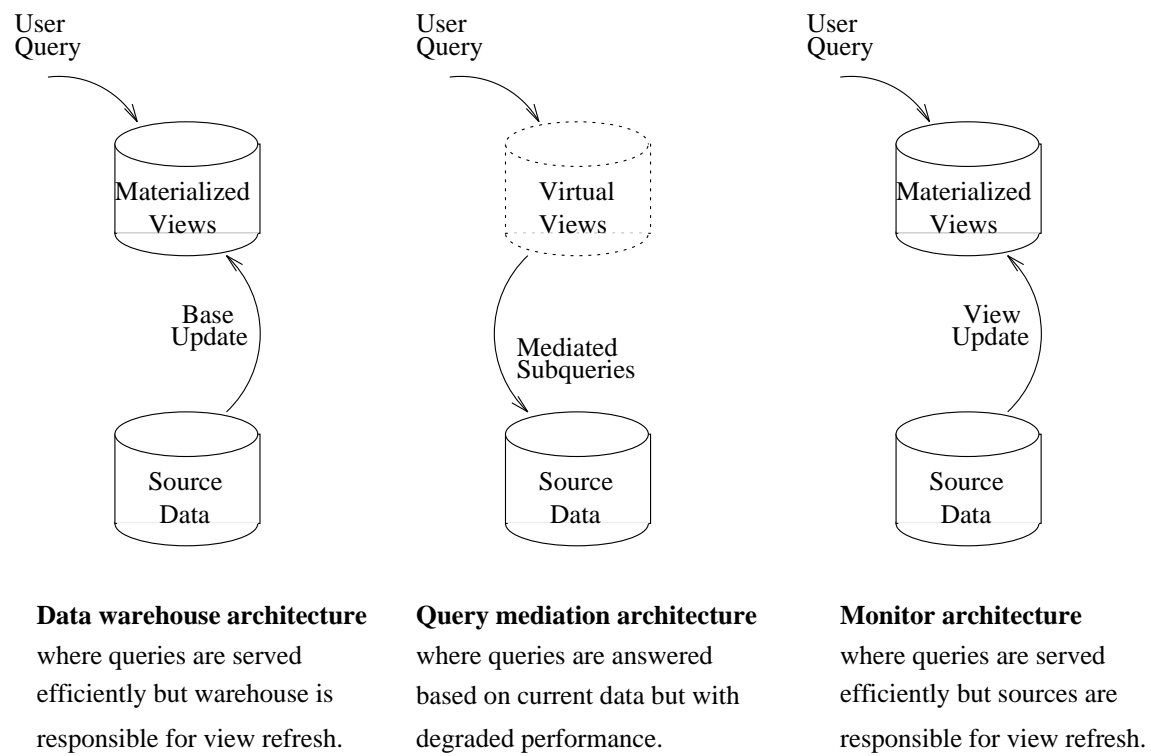 User
Query
Materialized
Views
Base
Update
Source
Data
Data warehouse architecture
where queries are served
efficiently but warehouse is
responsible for view refresh.
User
Query
Virtual
Views
Mediated
Subqueries
Source
Data
Query mediation architecture
where queries are answered
based on current data but with
degraded performance.
User
Query
Materialized
Views
View
Update
Source
Data
Monitor architecture
where queries are served
efficiently but sources are
responsible for view refresh.